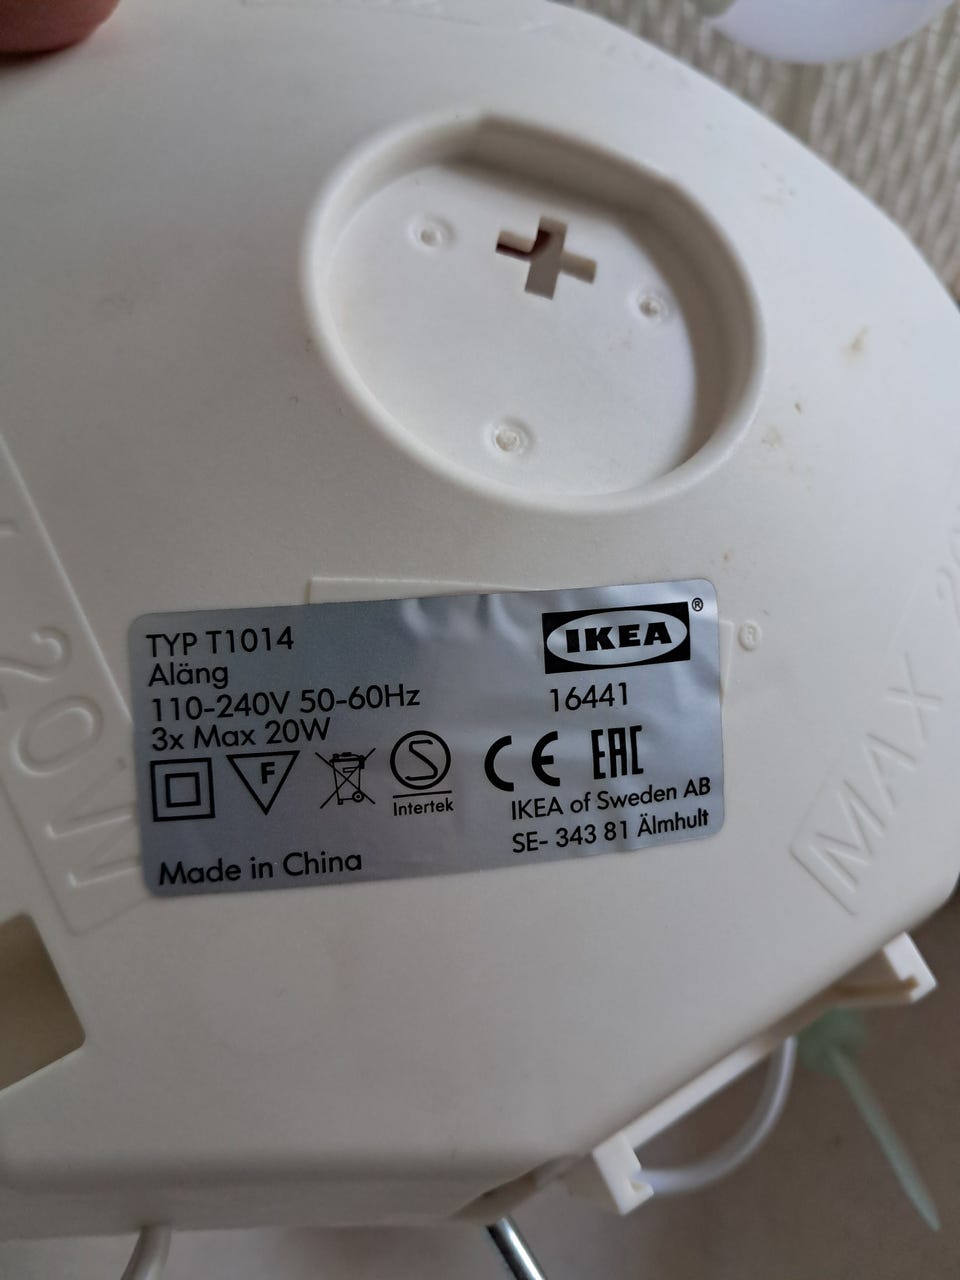 TYP T1014
Aläng
110-240V 50-60Hz
3x Max 20W
F
S
Intertek
Made in China
IKEA®
16441
CE EAC
IKEA of Sweden AB
SE- 343 81 Älmhult
20W
MAX
®